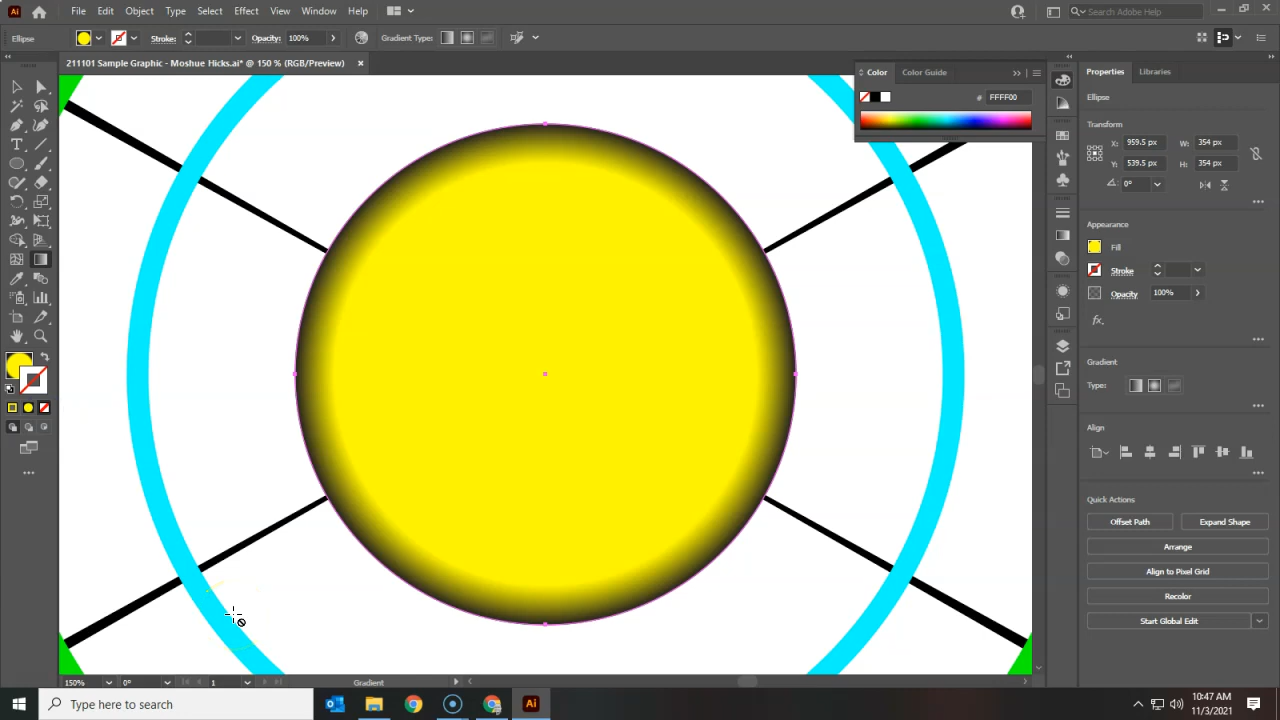 Ai File Edit Object Type Select Effect View Window Help Search Adobe Help
Ellipse Stroke: Opacity: 100% Gradient Type:
211101 Sample Graphic - Moshue Hicks.ai* @ 150 % (RGB/Preview) ×
Color Color Guide
# FFFF00
Properties Libraries
Ellipse
Transform
X: 959.5 px W: 354 px
Y: 539.5 px H: 354 px
0°
Appearance
Fill
Stroke
Opacity 100%
fx.
Gradient
Type:
Align
Quick Actions
Offset Path Expand Shape
Arrange
Align to Pixel Grid
Recolor
Start Global Edit
150% 0° 1 Gradient
Type here to search Ai 10:47 AM
11/3/2021